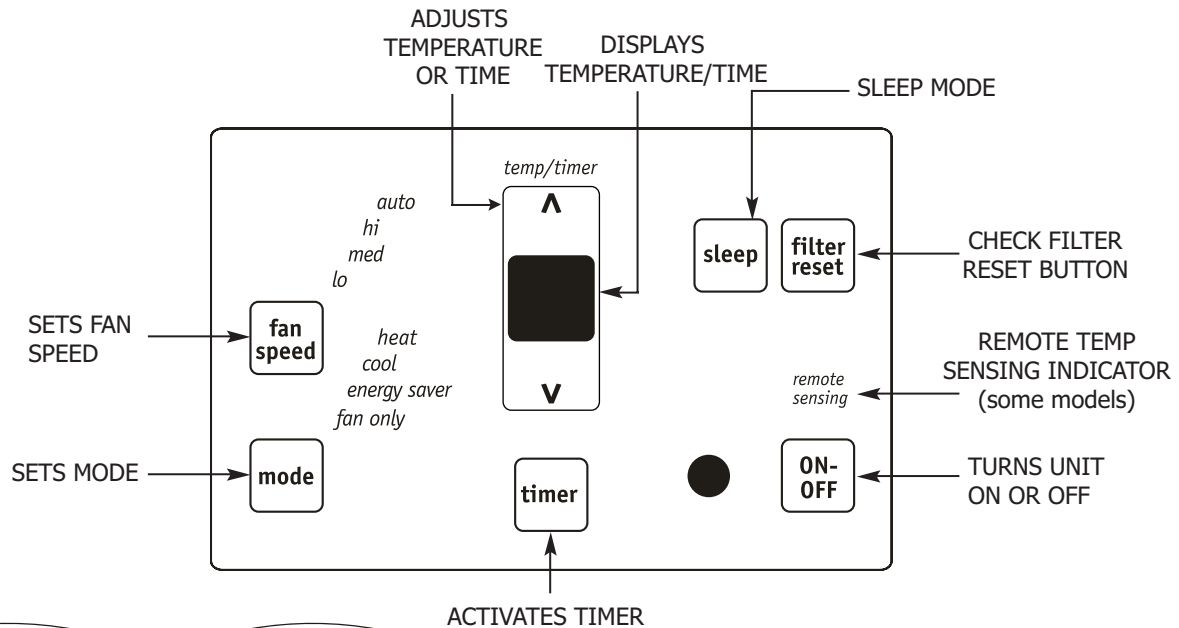 ADJUSTS
TEMPERATURE
OR TIME
DISPLAYS
TEMPERATURE/TIME
SLEEP MODE
temp/timer
∧
auto
hi
med
lo
sleep
filter
reset
CHECK FILTER
RESET BUTTON
SETS FAN
SPEED
fan
speed
heat
cool
energy saver
fan only
∨
remote
sensing
REMOTE TEMP
SENSING INDICATOR
(some models)
SETS MODE
mode
timer
ON-
OFF
TURNS UNIT
ON OR OFF
ACTIVATES TIMER